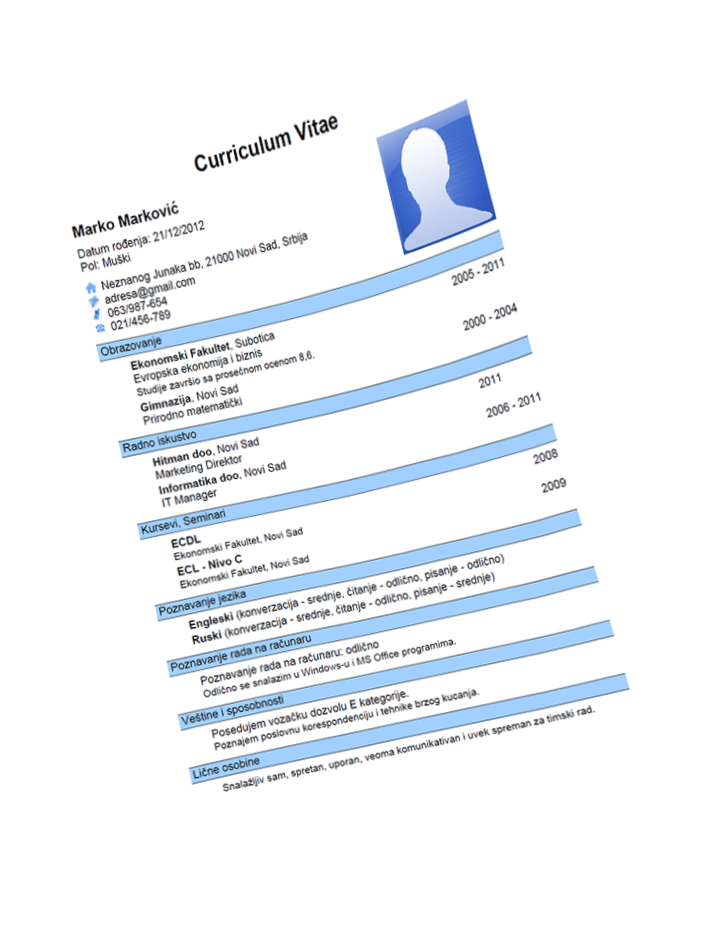 Curriculum Vitae
Marko Marković
Datum rođenja: 21/12/2012
Pol: Muški
Neznanog Junaka bb, 21000 Novi Sad, Srbija
adresa@gmail.com
063/987-654
021/456-789
Obrazovanje
Ekonomski Fakultet, Subotica 2005 - 2011
Evropska ekonomija i biznis
Studije završio sa prosečnom ocenom 8,6.
Gimnazija, Novi Sad 2000 - 2004
Prirodno matematički
Radno iskustvo
Hitman doo, Novi Sad 2011
Marketing Direktor
Informatika doo, Novi Sad 2006 - 2011
IT Manager
Kursevi, Seminari
ECDL 2008
Ekonomski Fakultet, Novi Sad
ECL - Nivo C 2009
Ekonomski Fakultet, Novi Sad
Poznavanje jezika
Engleski (konverzacija - srednje, čitanje - odlično, pisanje - odlično)
Ruski (konverzacija - srednje, čitanje - odlično, pisanje - srednje)
Poznavanje rada na računaru
Poznavanje rada na računaru: odlično
Odlično se snalazim u Windows-u i MS Office programima.
Veštine i sposobnosti
Posedujem vozačku dozvolu E kategorije.
Poznajem poslovnu korespondenciju i tehnike brzog kucanja.
Lične osobine
Snalažljiv sam, spretan, uporan, veoma komunikativan i uvek spreman za timski rad.